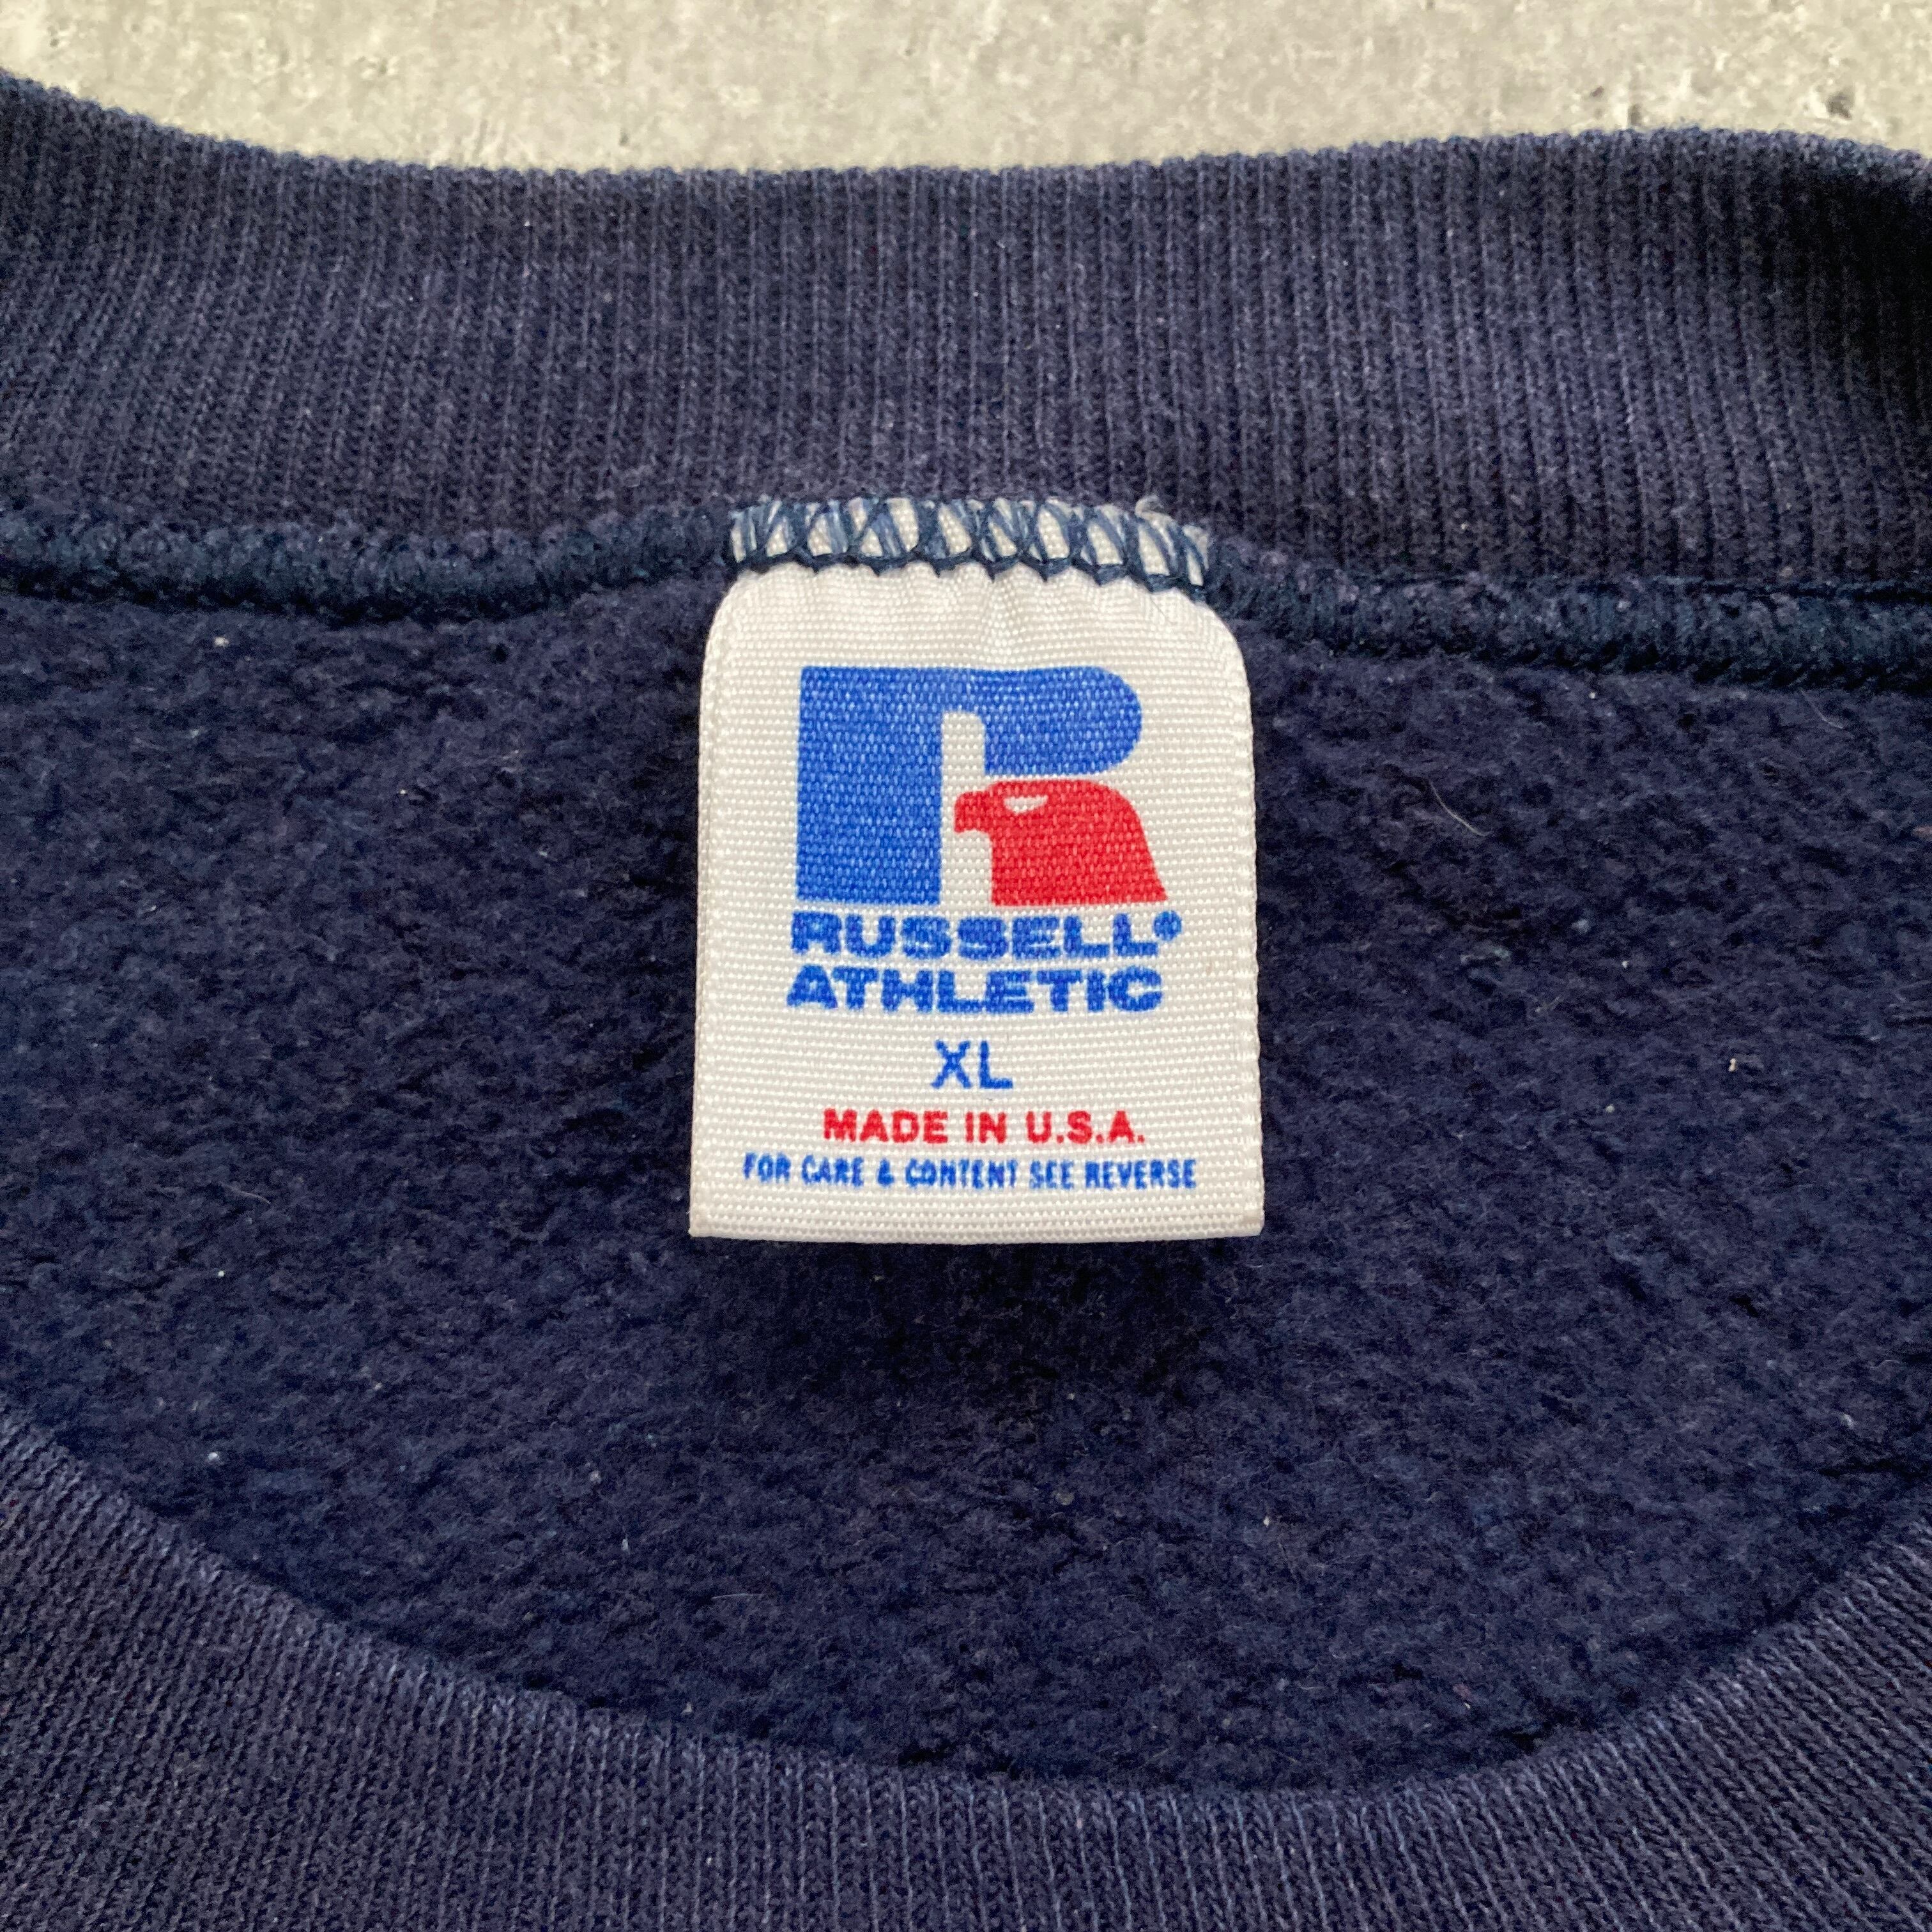 RUSSELL®
ATHLETIC
XL
MADE IN U.S.A.
FOR CARE & CONTENT SEE REVERSE